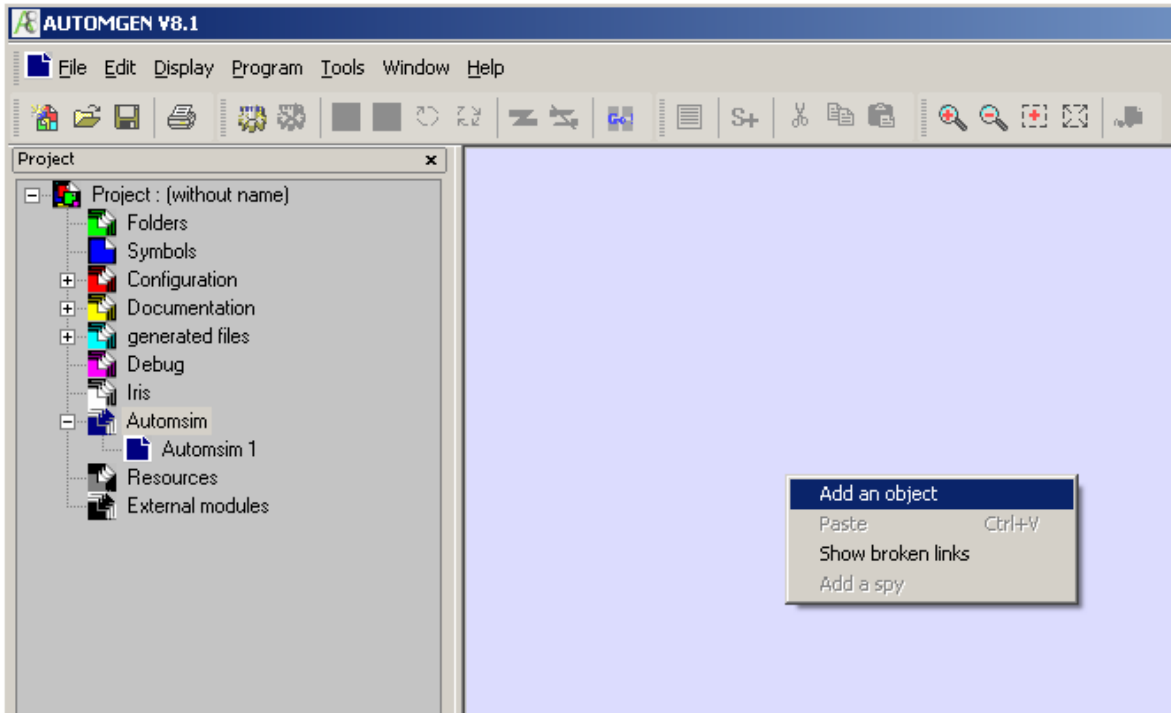 AUTOMGEN V8.1
File Edit Display Program Tools Window Help
Go!
S+
Project
Project : (without name)
Folders
Symbols
Configuration
Documentation
generated files
Debug
Iris
Automsim
Automsim 1
Resources
External modules
Add an object
Paste Ctrl+V
Show broken links
Add a spy